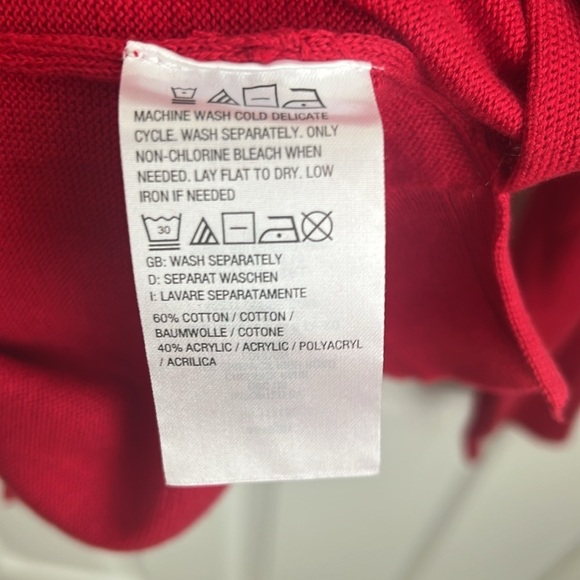 MACHINE WASH COLD DELICATE
CYCLE. WASH SEPARATELY. ONLY
NON-CHLORINE BLEACH WHEN
NEEDED. LAY FLAT TO DRY. LOW
IRON IF NEEDED
30
GB: WASH SEPARATELY
D: SEPARAT WASCHEN
I: LAVARE SEPARATAMENTE
60% COTTON / COTTON /
BAUMWOLLE / COTONE
40% ACRYLIC / ACRYLIC / POLYACRYL
/ ACRILICA